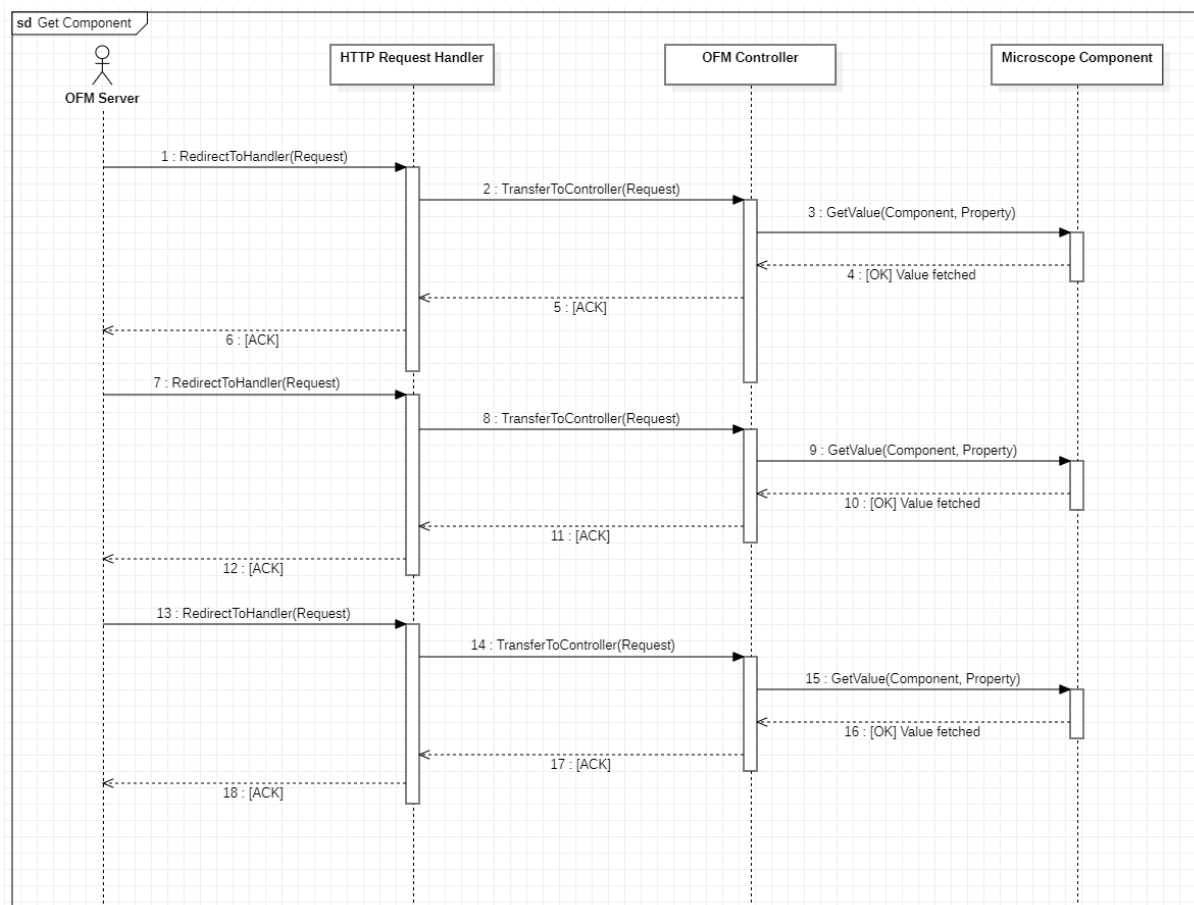 sd Get Component
HTTP Request Handler
OFM Controller
Microscope Component
OFM Server
1 : RedirectToHandler(Request)
2 : TransferToController(Request)
3 : GetValue(Component, Property)
4 : [OK] Value fetched
5 : [ACK]
6 : [ACK]
7 : RedirectToHandler(Request)
8 : TransferToController(Request)
9 : GetValue(Component, Property)
10 : [OK] Value fetched
11 : [ACK]
12 : [ACK]
13 : RedirectToHandler(Request)
14 : TransferToController(Request)
15 : GetValue(Component, Property)
16 : [OK] Value fetched
17 : [ACK]
18 : [ACK]